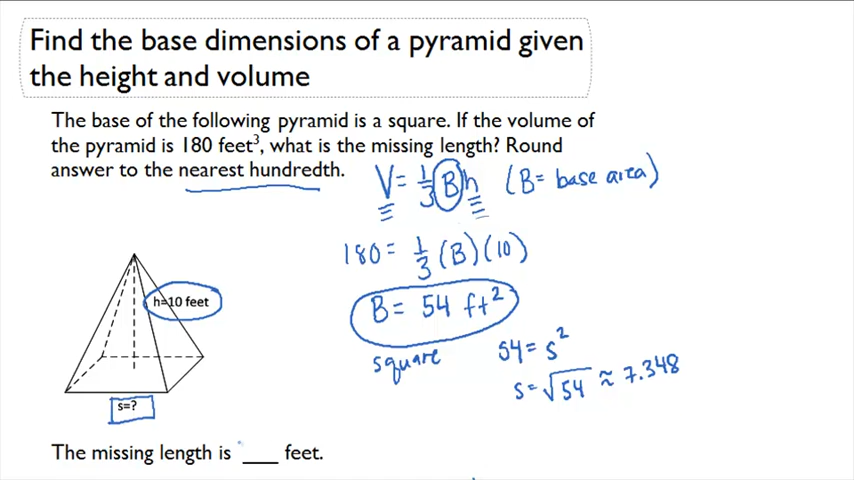 Find the base dimensions of a pyramid given
the height and volume
The base of the following pyramid is a square. If the volume of
the pyramid is 180 feet³, what is the missing length? Round
answer to the nearest hundredth.
V = 1/3 Bh (B = base area)
180 = 1/3 (B)(10)
h=10 feet
B = 54 ft²
square
54 = s²
s = √54 ≈ 7.348
s=?
The missing length is ___ feet.